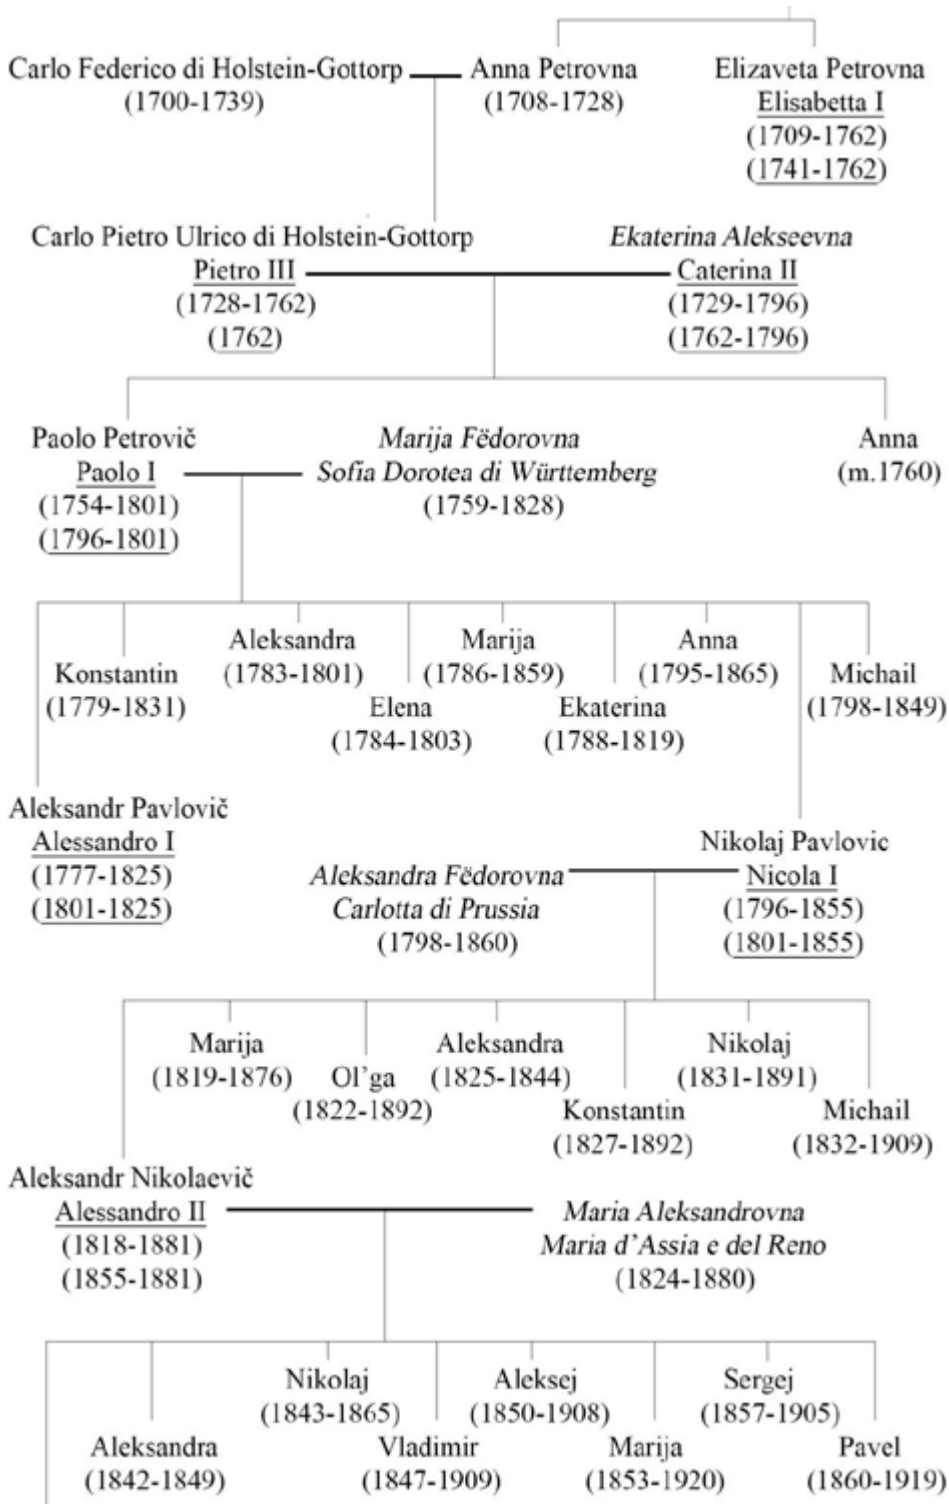 Carlo Federico di Holstein-Gottorp
(1700-1739)
Anna Petrovna
(1708-1728)
Elizaveta Petrovna
Elisabetta I
(1709-1762)
(1741-1762)
Carlo Pietro Ulrico di Holstein-Gottorp
Pietro III
(1728-1762)
(1762)
Ekaterina Alekseevna
Caterina II
(1729-1796)
(1762-1796)
Paolo Petrovič
Paolo I
(1754-1801)
(1796-1801)
Marija Fëdorovna
Sofia Dorotea di Württemberg
(1759-1828)
Anna
(m.1760)
Konstantin
(1779-1831)
Aleksandra
(1783-1801)
Elena
(1784-1803)
Marija
(1786-1859)
Ekaterina
(1788-1819)
Anna
(1795-1865)
Michail
(1798-1849)
Aleksandr Pavlovič
Alessandro I
(1777-1825)
(1801-1825)
Aleksandra Fëdorovna
Carlotta di Prussia
(1798-1860)
Nikolaj Pavlovic
Nicola I
(1796-1855)
(1801-1855)
Marija
(1819-1876)
Ol'ga
(1822-1892)
Aleksandra
(1825-1844)
Konstantin
(1827-1892)
Nikolaj
(1831-1891)
Michail
(1832-1909)
Aleksandr Nikolaevič
Alessandro II
(1818-1881)
(1855-1881)
Maria Aleksandrovna
Maria d'Assia e del Reno
(1824-1880)
Aleksandra
(1842-1849)
Nikolaj
(1843-1865)
Vladimir
(1847-1909)
Aleksej
(1850-1908)
Marija
(1853-1920)
Sergej
(1857-1905)
Pavel
(1860-1919)